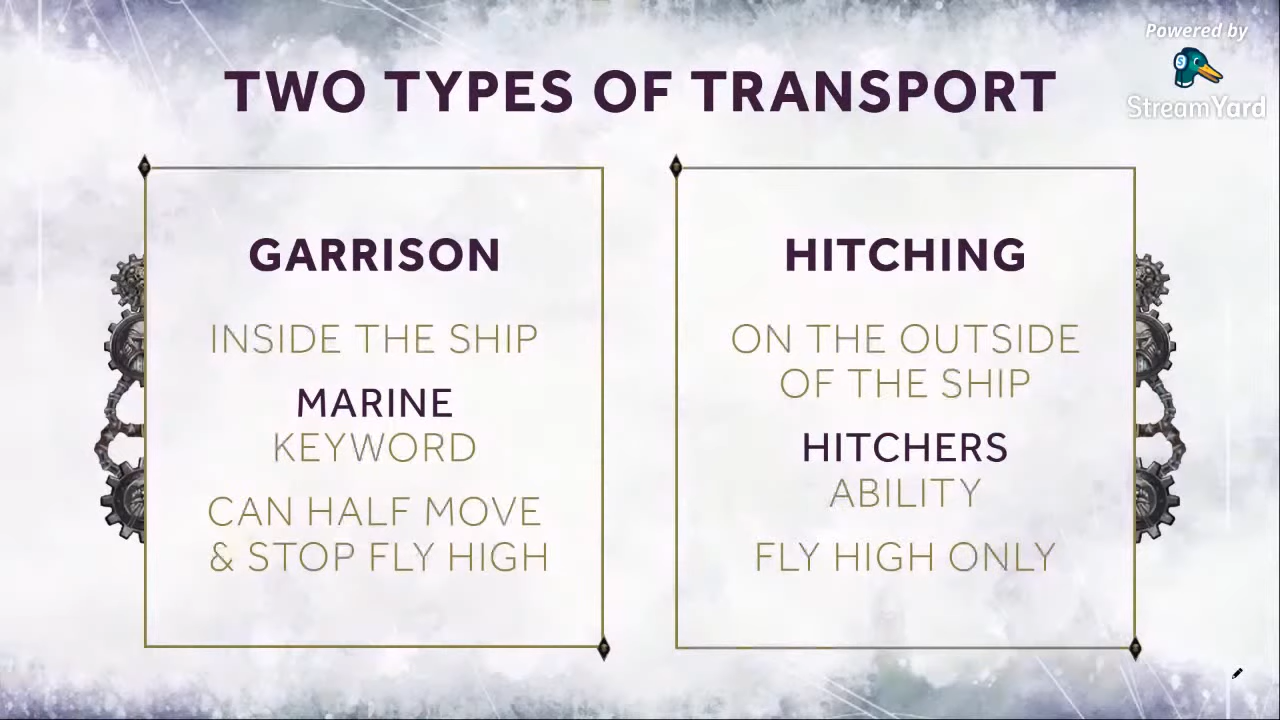 Powered by
StreamYard
TWO TYPES OF TRANSPORT
GARRISON
INSIDE THE SHIP
MARINE
KEYWORD
CAN HALF MOVE
& STOP FLY HIGH
HITCHING
ON THE OUTSIDE
OF THE SHIP
HITCHERS
ABILITY
FLY HIGH ONLY